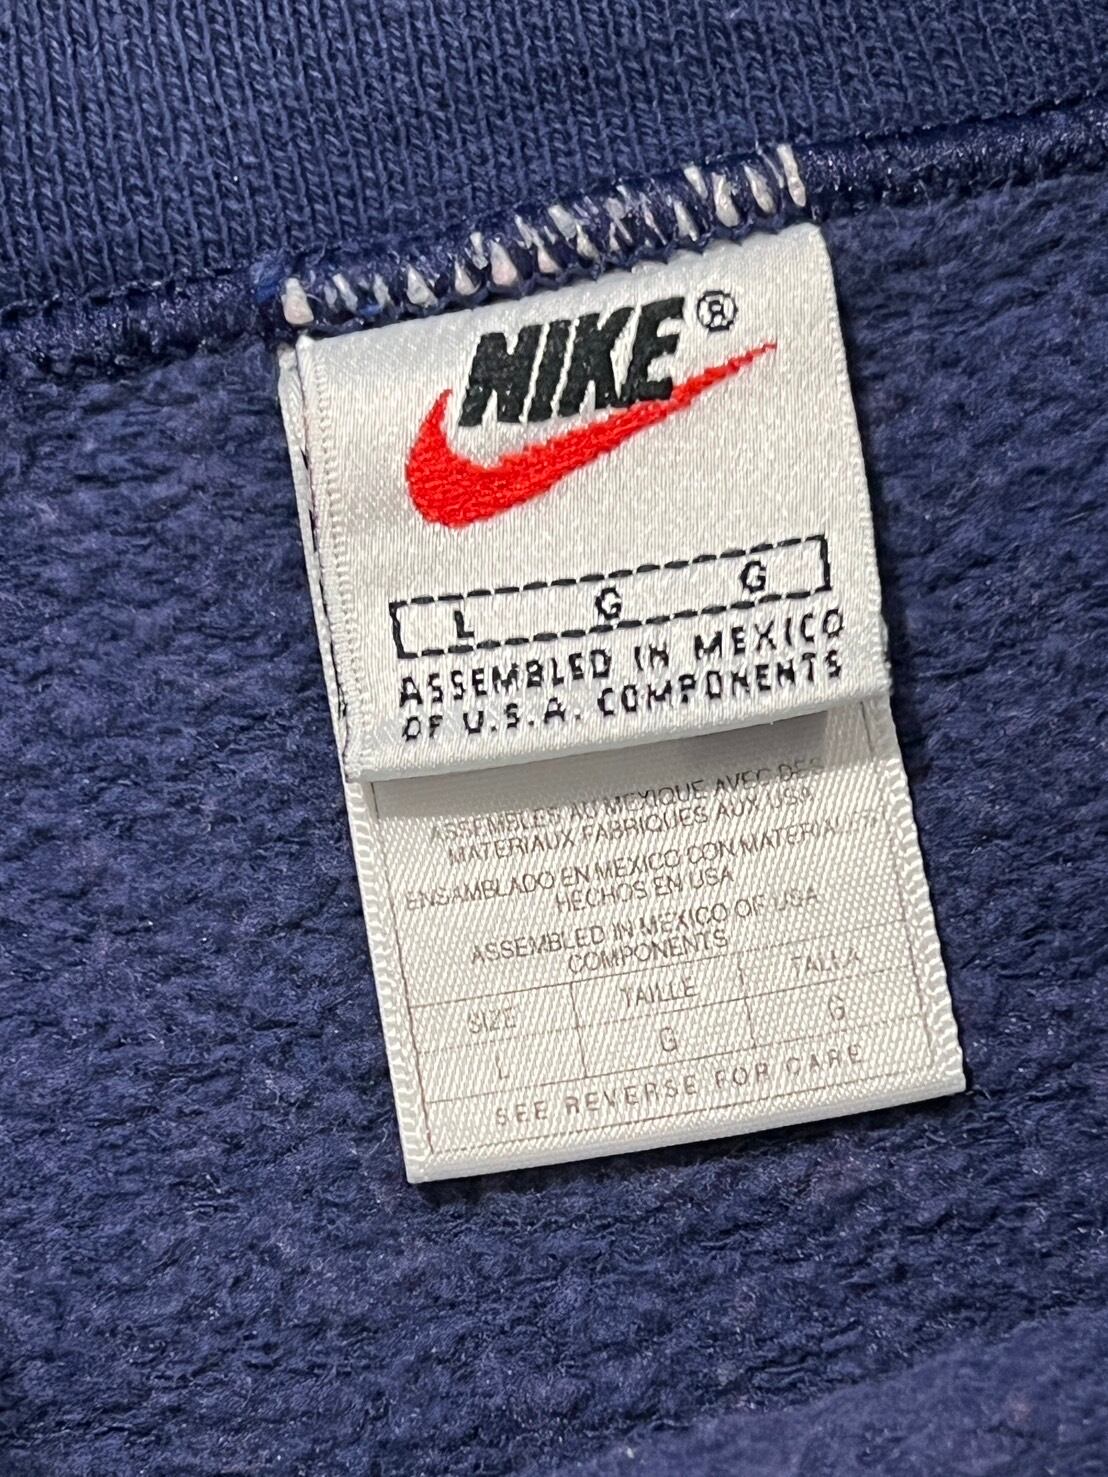 NIKE®
L G G
ASSEMBLED IN MEXICO
OF U.S.A. COMPONENTS
ASSEMBLES AU MEXIQUE AVEC DES
MATERIAUX FABRIQUES AUX USA
ENSAMBLADO EN MEXICO CON MATERIALES
HECHOS EN USA
ASSEMBLED IN MEXICO OF USA
COMPONENTS
SIZE TAILLE TALLA
L G G
SEE REVERSE FOR CARE